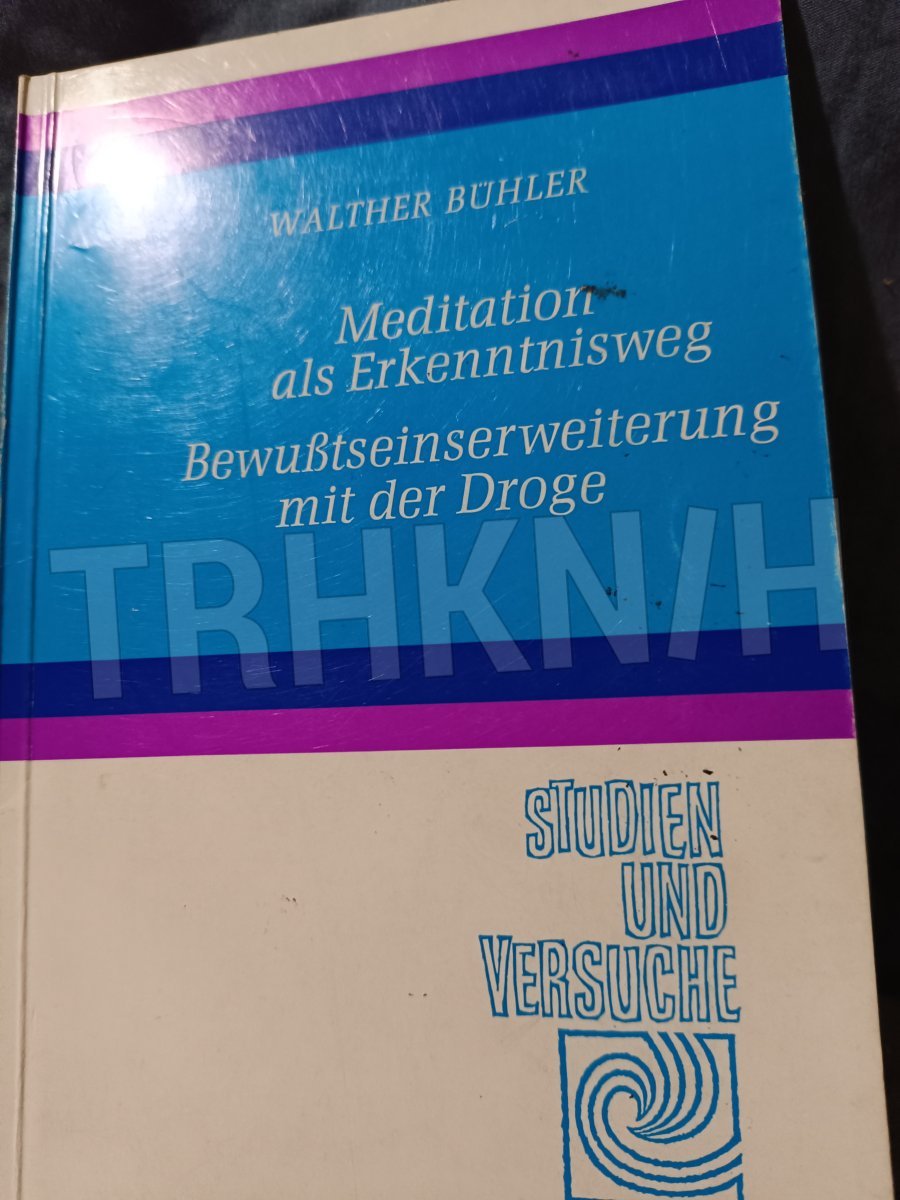 WALTHER BÜHLER
Meditation
als Erkenntnisweg
Bewußtseinserweiterung
mit der Droge
TRHKN/H
STUDIEN
UND
VERSUCHE